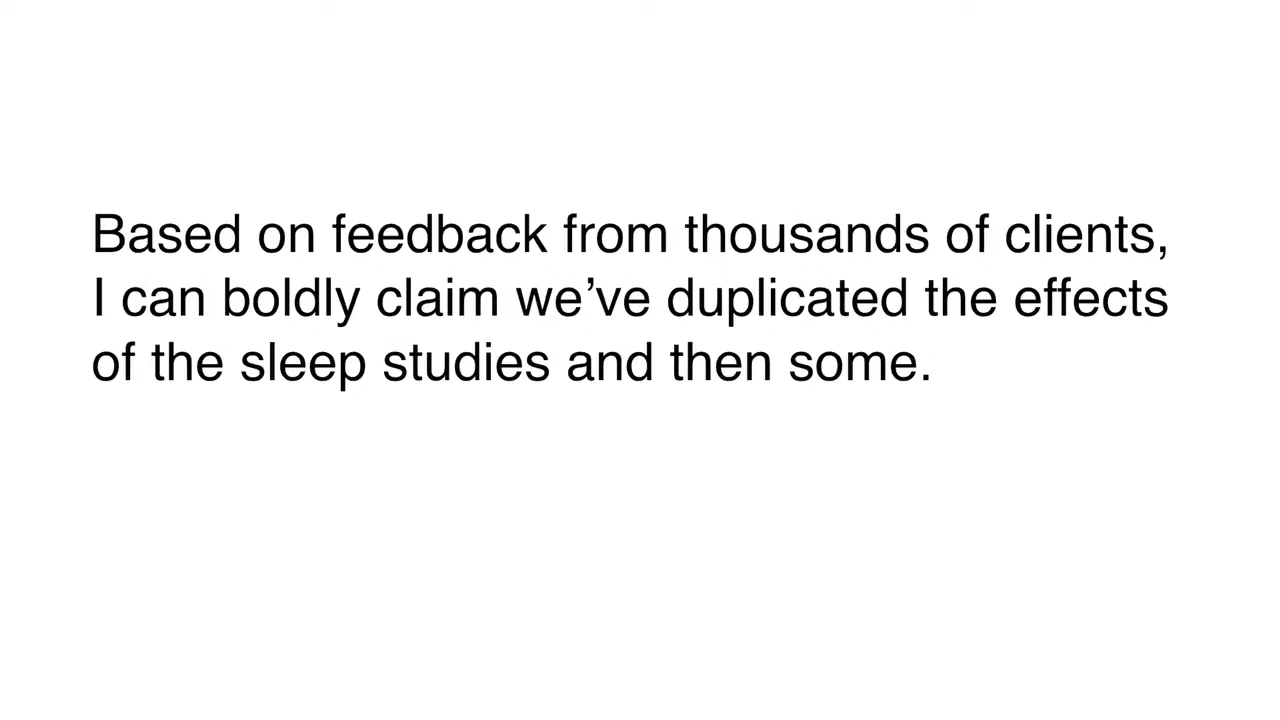 Based on feedback from thousands of clients,
I can boldly claim we’ve duplicated the effects
of the sleep studies and then some.